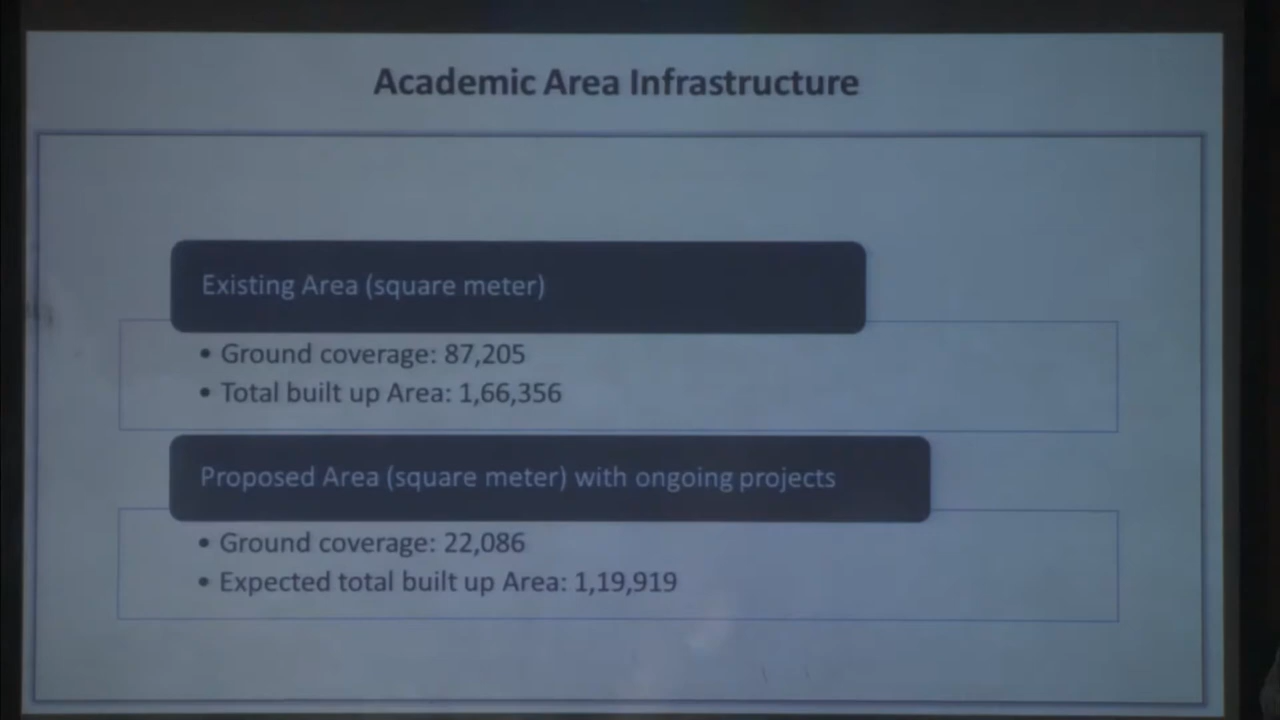 Academic Area Infrastructure
Existing Area (square meter)
• Ground coverage: 87,205
• Total built up Area: 1,66,356
Proposed Area (square meter) with ongoing projects
• Ground coverage: 22,086
• Expected total built up Area: 1,19,919